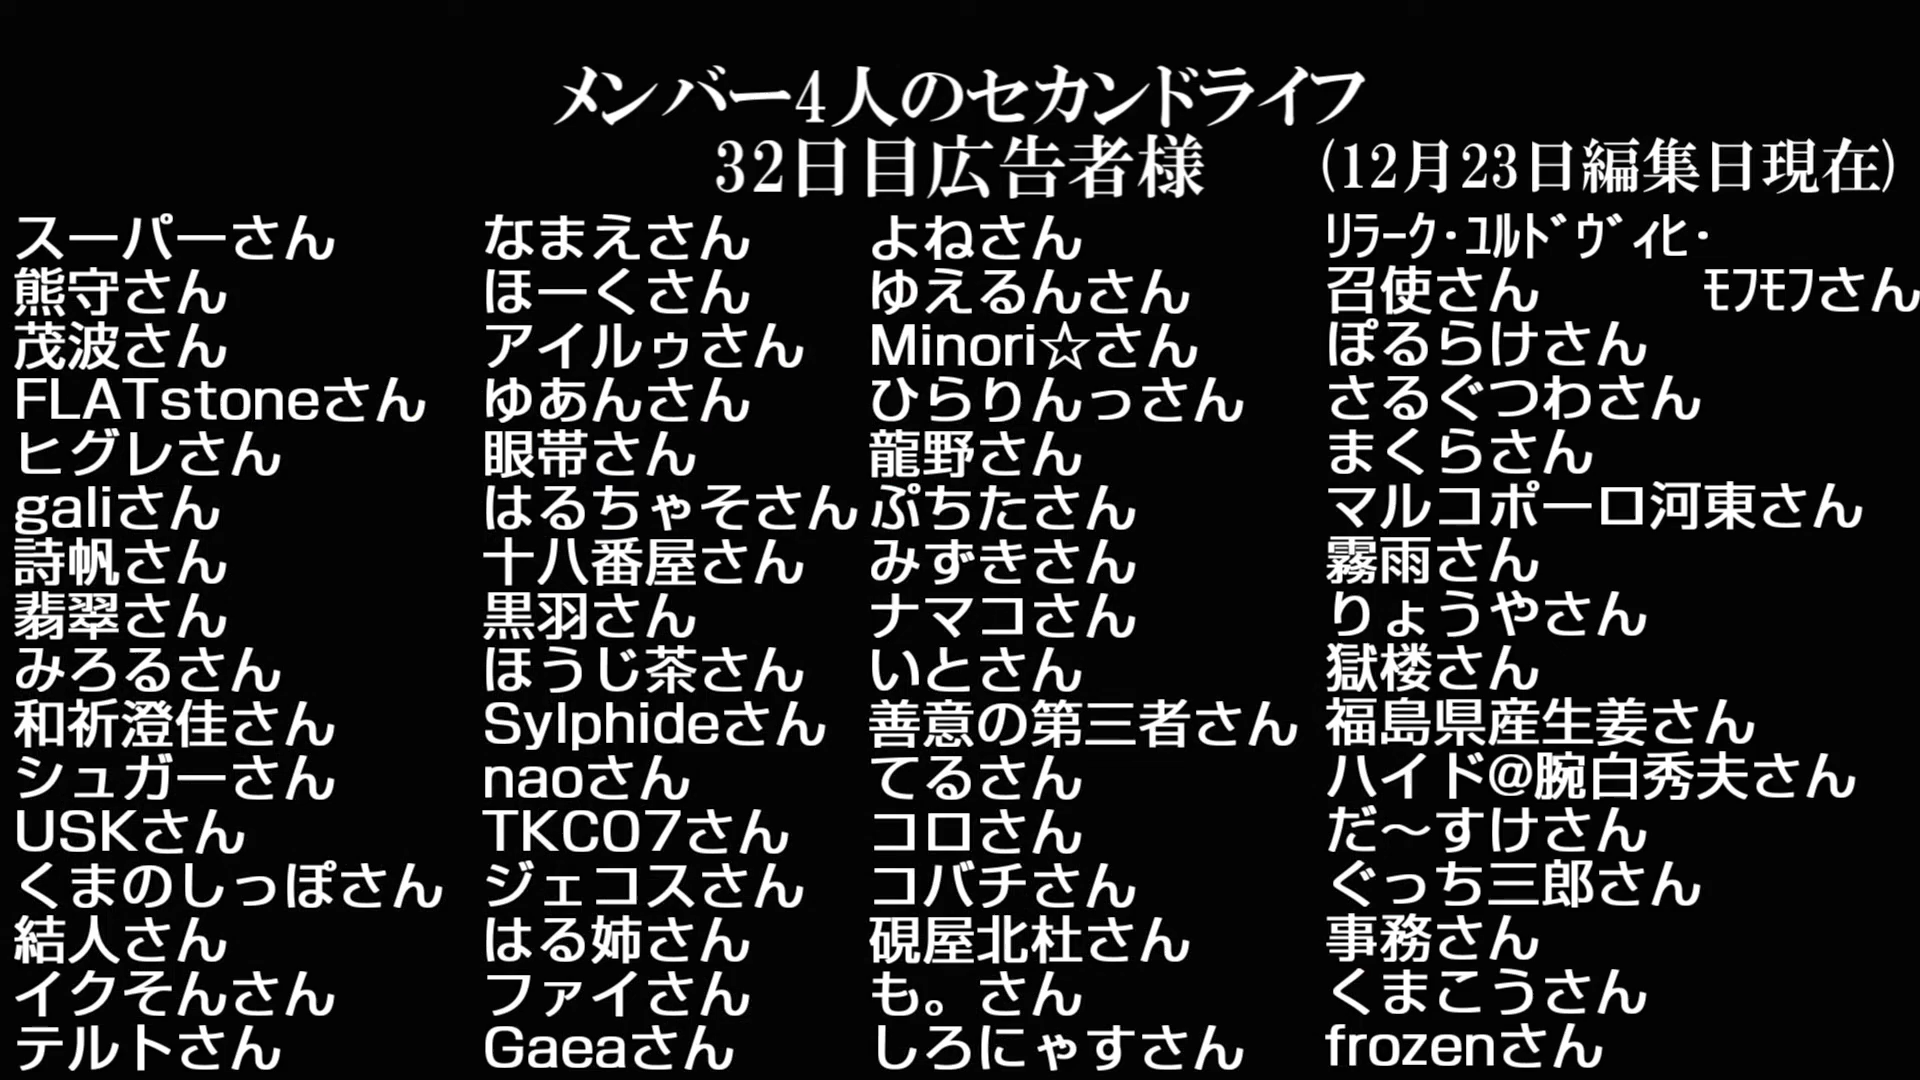 メンバー4人のセカンドライフ
32日目広告者様
(12月23日編集日現在)
スーパーさん
熊守さん
茂波さん
FLATstoneさん
ヒグレさん
galiさん
詩帆さん
翡翠さん
みろるさん
和祈澄佳さん
シュガーさん
USKさん
くまのしっぽさん
結人さん
イクそんさん
テルトさん
なまえさん
ほーくさん
アイルゥさん
ゆあんさん
眼帯さん
はるちゃそさん
十八番屋さん
黒羽さん
ほうじ茶さん
Sylphideさん
naoさん
TKC07さん
ジェコスさん
はる姉さん
ファイさん
Gaeaさん
よねさん
ゆえるんさん
Minori☆さん
ひらりんっさん
龍野さん
ぷちたさん
みずきさん
ナマコさん
いとさん
善意の第三者さん
てるさん
コロさん
コバチさん
硯屋北杜さん
も。さん
しろにゃすさん
ﾘﾗｰｸ･ﾕﾙﾄﾞヴィﾋ･
ﾓﾌﾓﾌさん
召使さん
ぽるらけさん
さるぐつわさん
まくらさん
マルコポーロ河東さん
霧雨さん
りょうやさん
獄楼さん
福島県産生姜さん
ハイド@腕白秀夫さん
だ～すけさん
ぐっち三郎さん
事務さん
くまこうさん
frozenさん